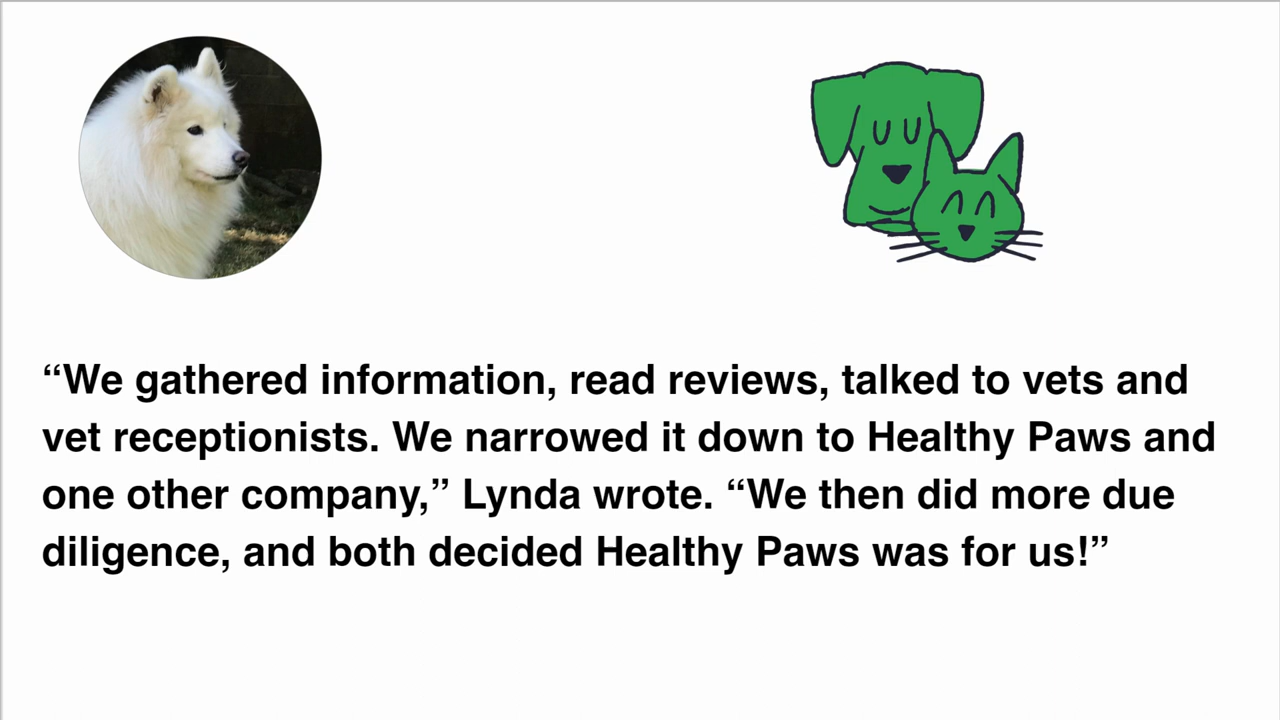 “We gathered information, read reviews, talked to vets and
vet receptionists. We narrowed it down to Healthy Paws and
one other company,” Lynda wrote. “We then did more due
diligence, and both decided Healthy Paws was for us!”